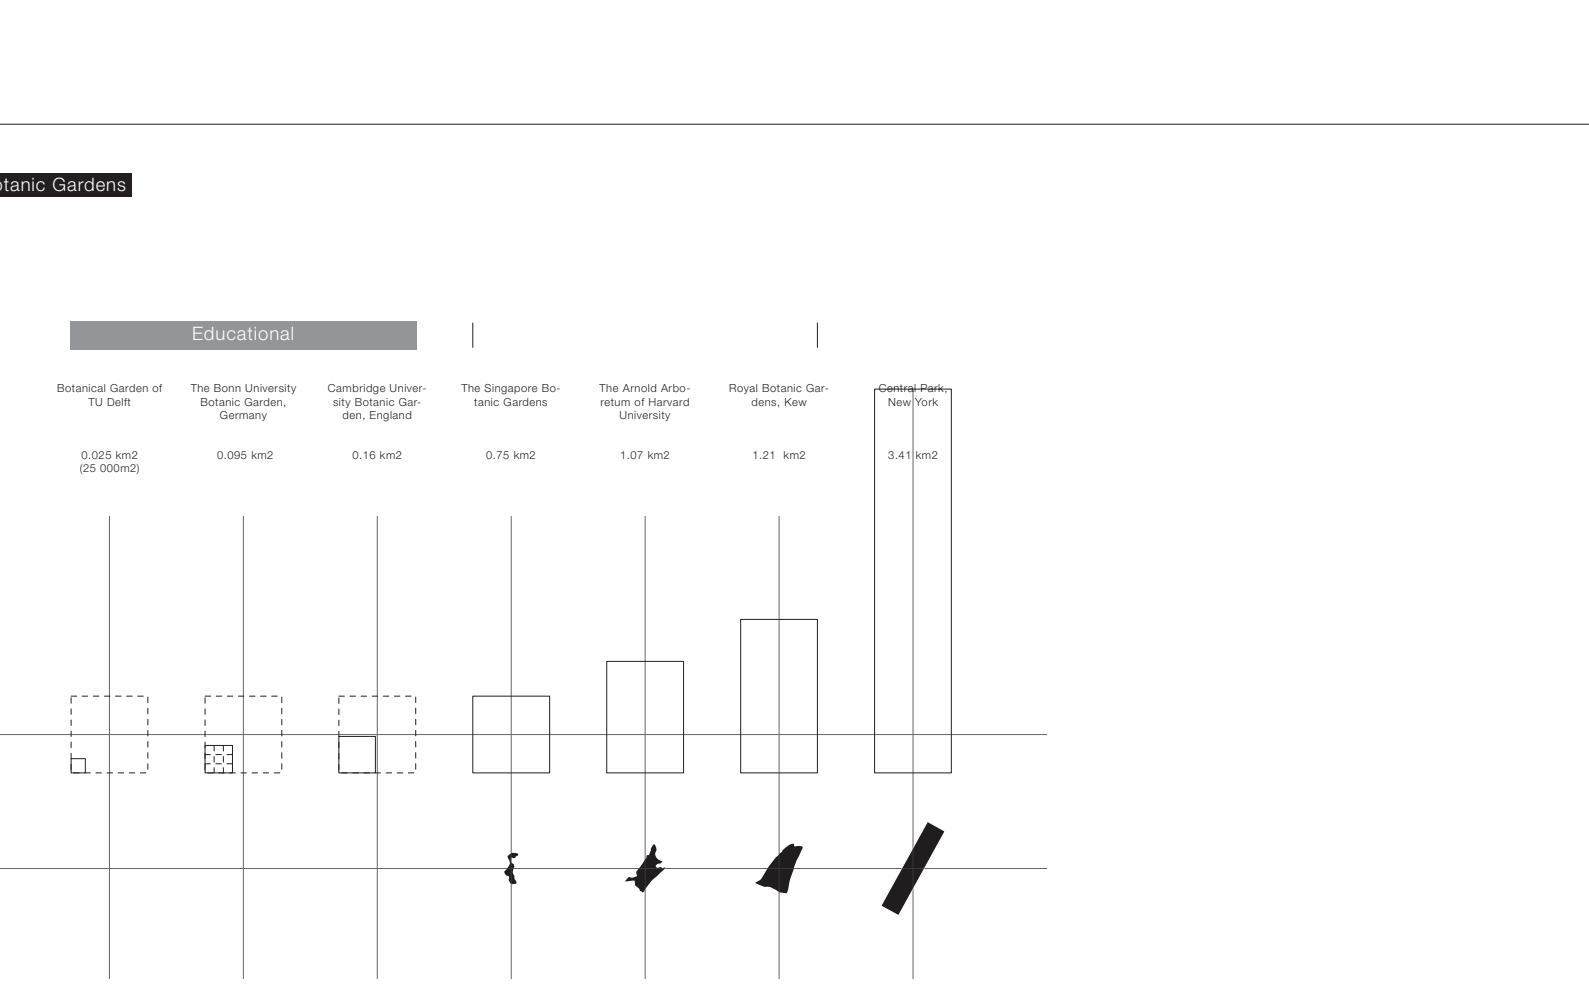 otanic Gardens
Educational
Botanical Garden of
TU Delft
0.025 km2
(25 000m2)
The Bonn University
Botanic Garden,
Germany
0.095 km2
Cambridge Univer-
sity Botanic Gar-
den, England
0.16 km2
The Singapore Bo-
tanic Gardens
0.75 km2
The Arnold Arbo-
retum of Harvard
University
1.07 km2
Royal Botanic Gar-
dens, Kew
1.21 km2
Central Park,
New York
3.41 km2